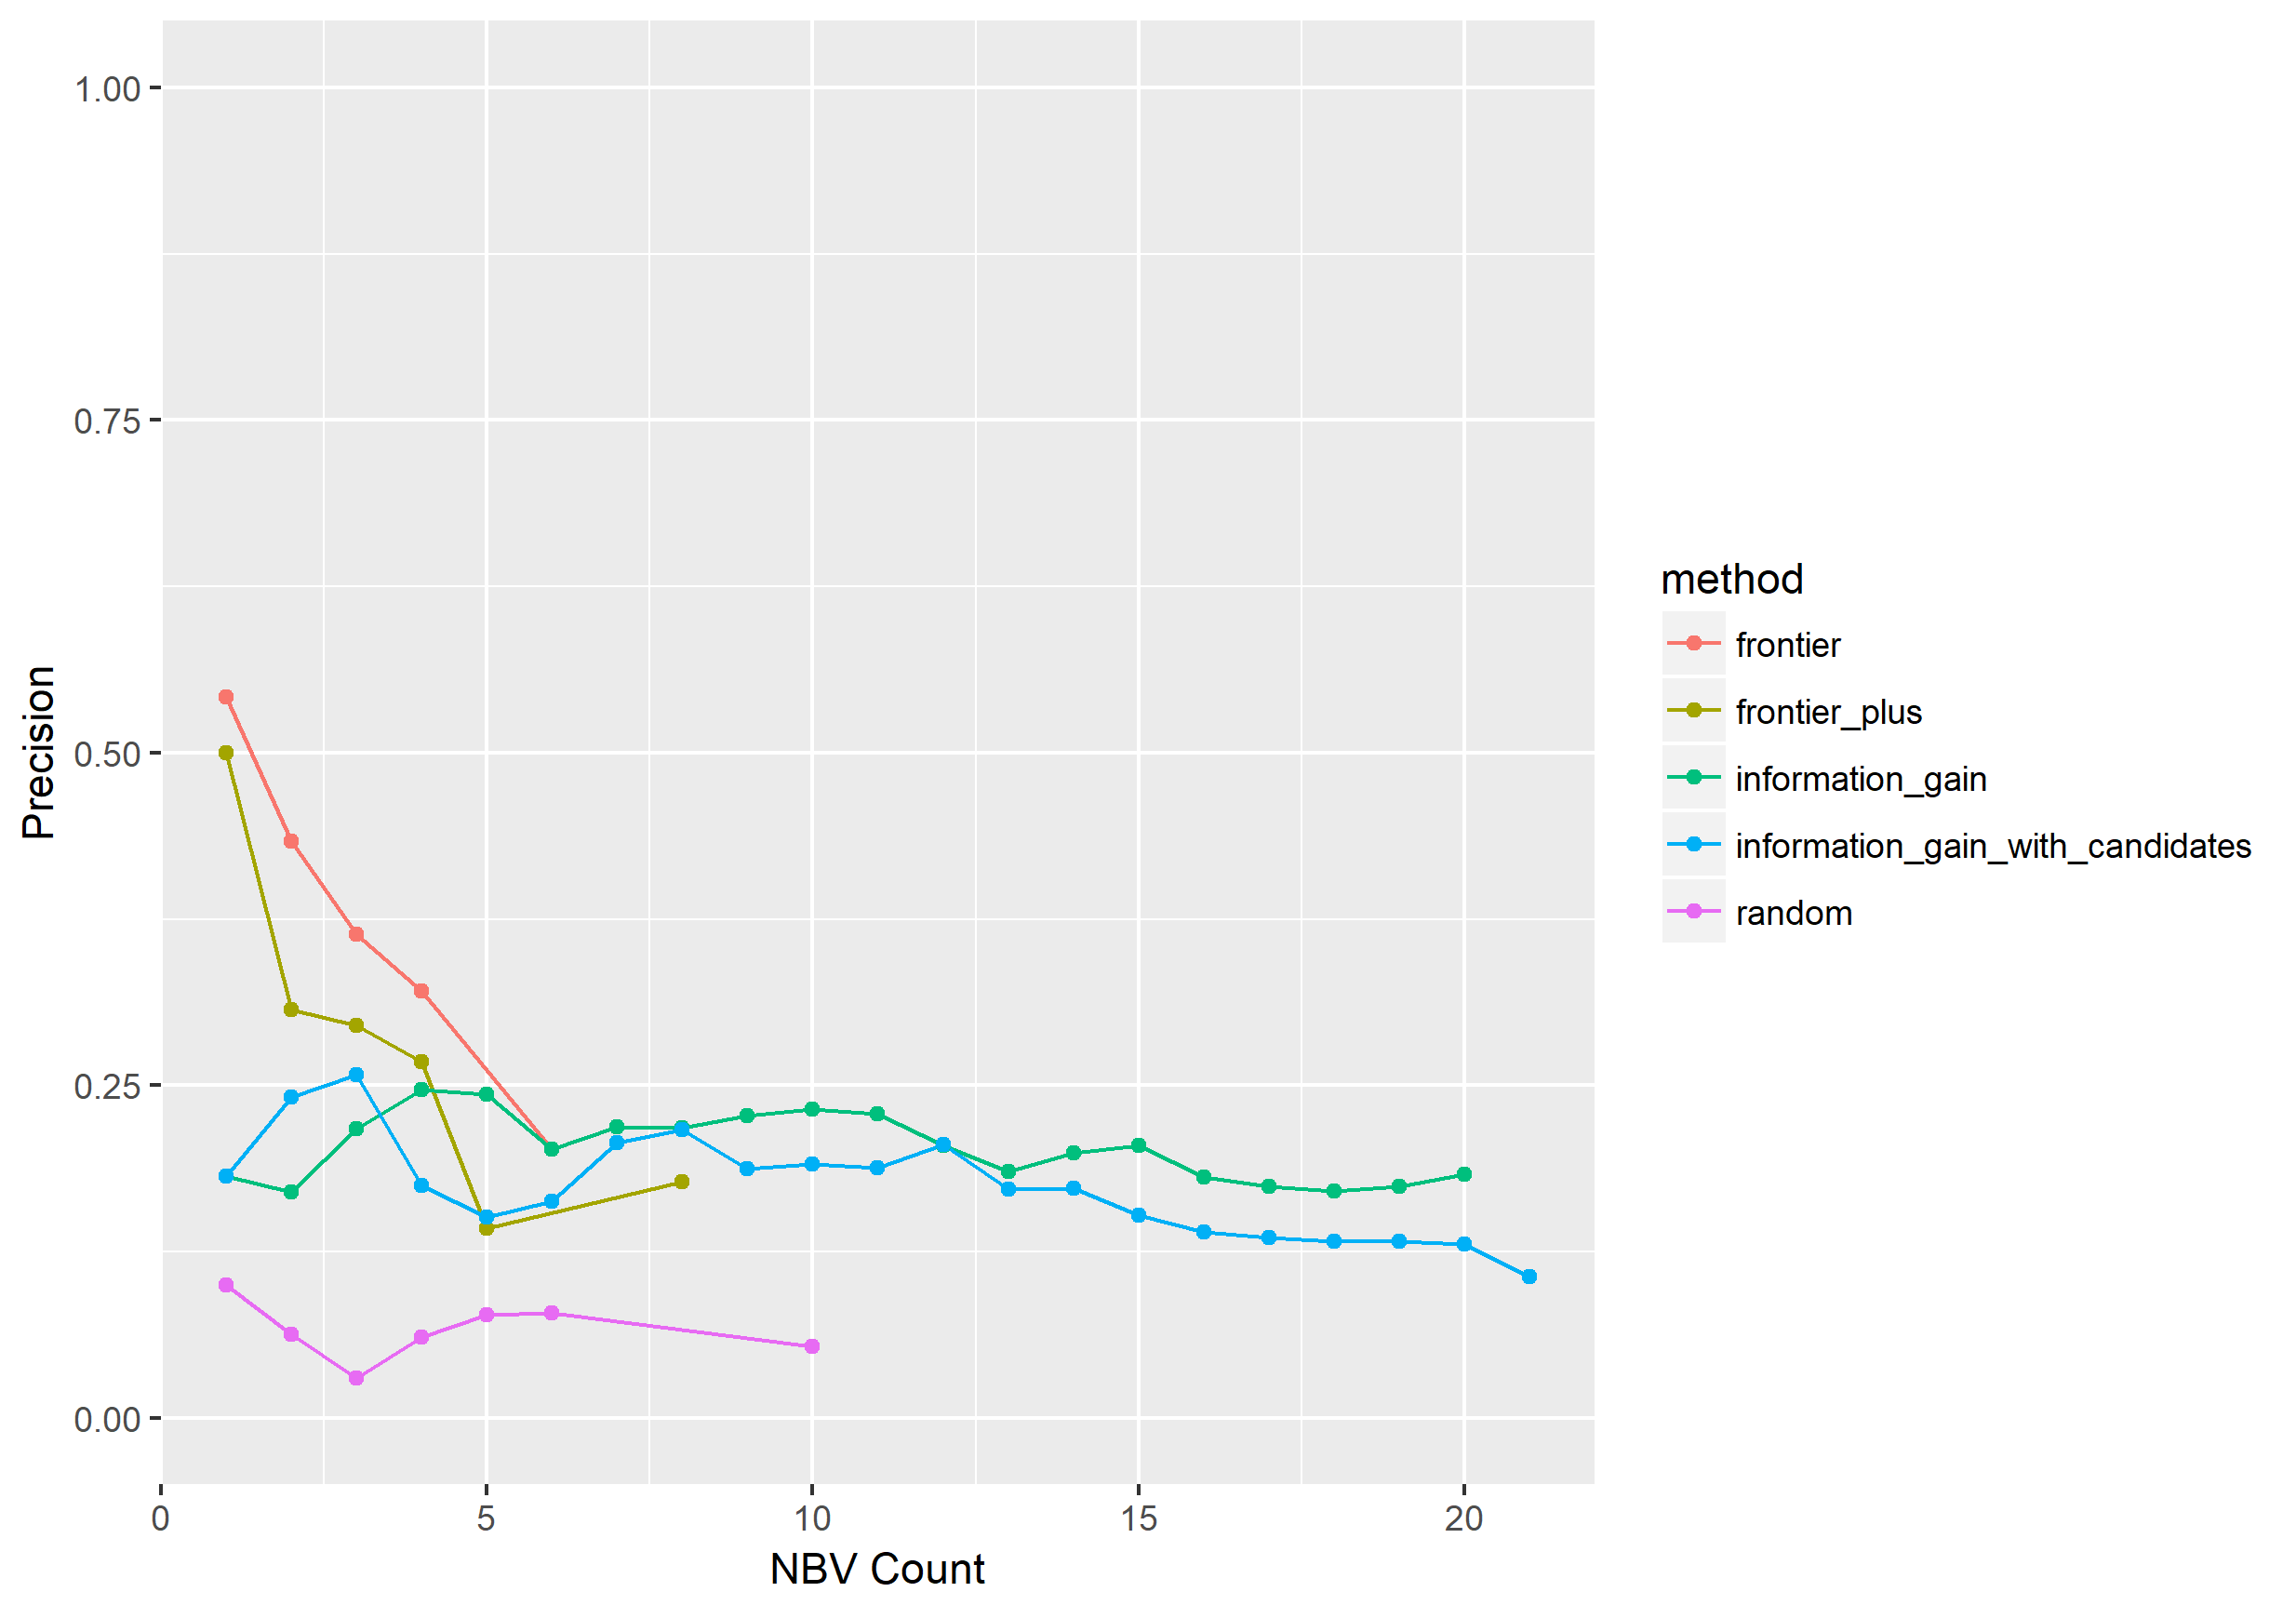 1.00
0.75
0.50
0.25
0.00
Precision
0
5
10
15
20
NBV Count
method
frontier
frontier_plus
information_gain
information_gain_with_candidates
random